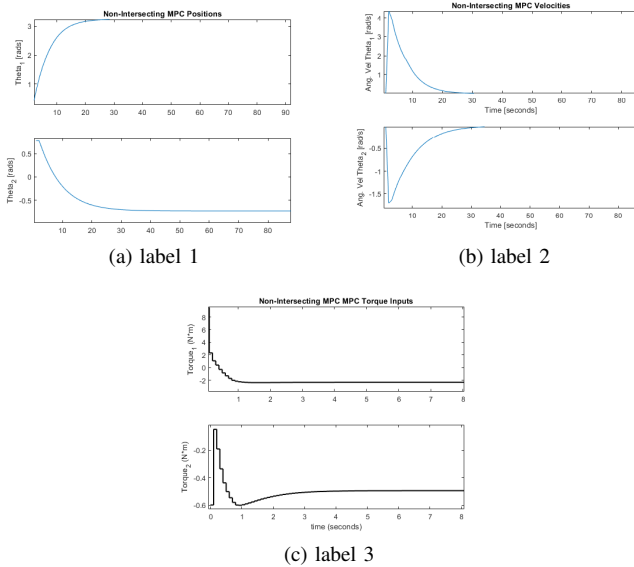 Non-Intersecting MPC Positions
Theta1 [rads]
3
2
1
10 20 30 40 50 60 70 80 90
Theta2 [rads]
0.5
0
-0.5
10 20 30 40 50 60 70 80
(a) label 1
Non-Intersecting MPC Velocities
Ang. Vel Theta1 [rad/s]
4
3
2
1
0
10 20 30 40 50 60 70 80
Time [seconds]
Ang. Vel Theta2 [rad/s]
-0.5
-1
-1.5
10 20 30 40 50 60 70 80
Time [seconds]
(b) label 2
Non-Intersecting MPC MPC Torque Inputs
Torque1 (N*m)
8
6
4
2
0
-2
1 2 3 4 5 6 7 8
Torque2 (N*m)
-0.2
-0.4
-0.6
0 1 2 3 4 5 6 7 8
time (seconds)
(c) label 3